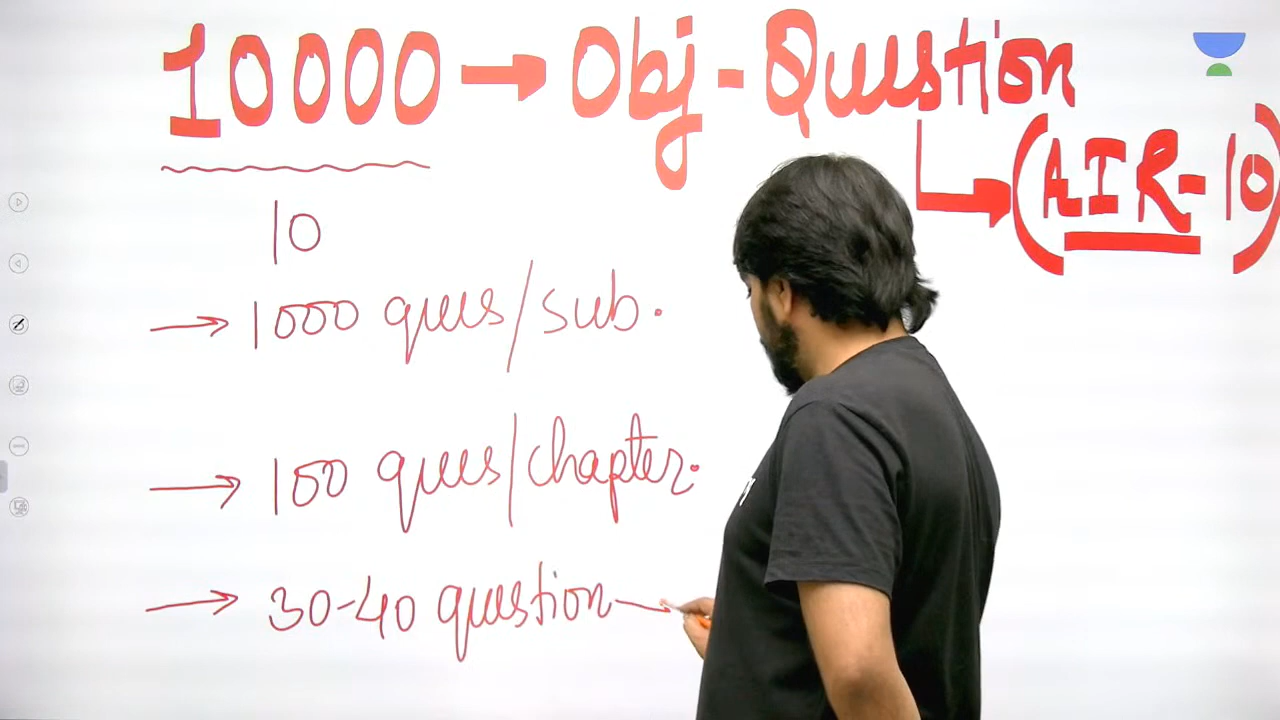 10000 → Obj - Question
(AIR-10)
10
→ 1000 ques/sub.
→ 100 ques/chapter.
→ 30-40 question